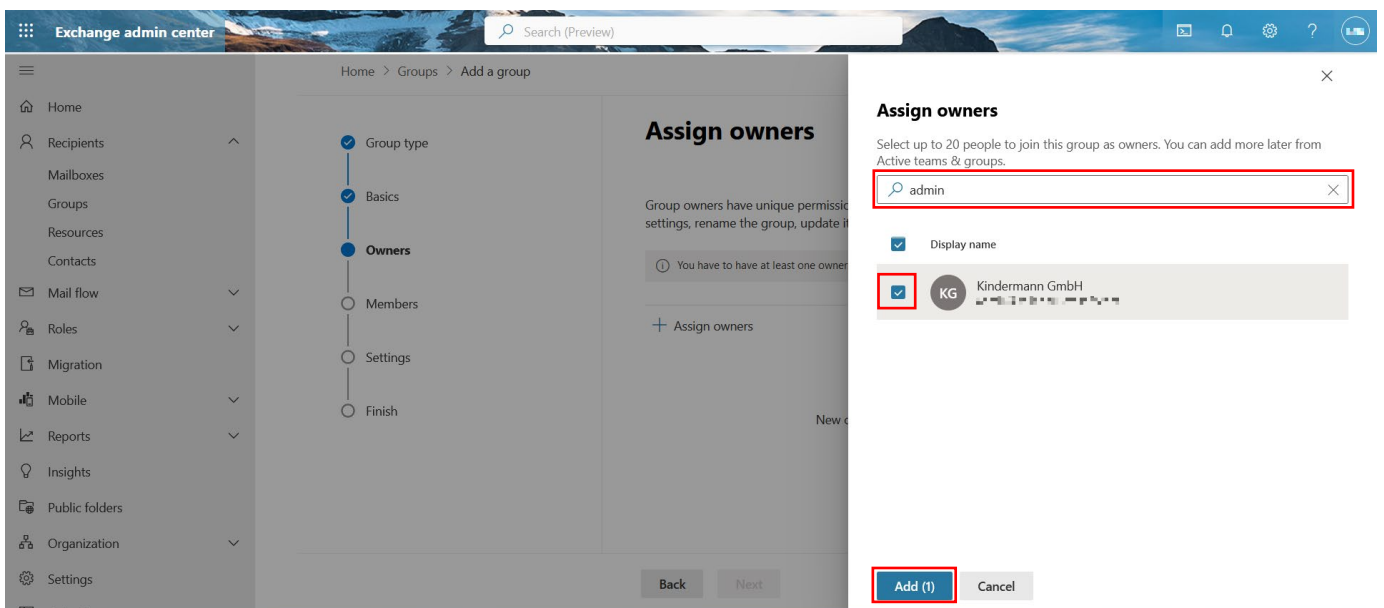 Exchange admin center
Search (Preview)
?
Home
Recipients
Mailboxes
Groups
Resources
Contacts
Mail flow
Roles
Migration
Mobile
Reports
Insights
Public folders
Organization
Settings
Home > Groups > Add a group
Group type
Basics
Owners
Members
Settings
Finish
Assign owners
Group owners have unique
settings, rename the group, update
You have to have at least one owner
+ Assign owners
New
Back
Next
Assign owners
Select up to 20 people to join this group as owners. You can add more later from
Active teams & groups.
admin
Display name
KG
Kindermann GmbH
Add (1)
Cancel